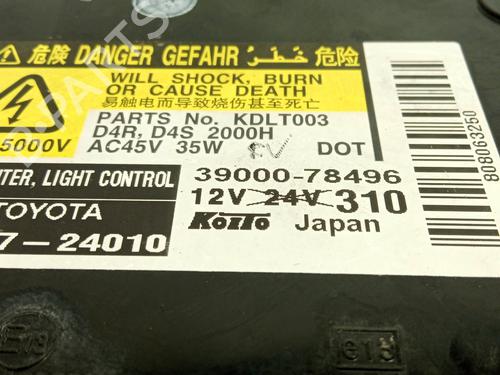 危険 DANGER GEFAHR خَطَر 危险
WILL SHOCK, BURN
OR CAUSE DEATH
易触电而导致烧伤甚至死亡
5000V
PARTS No. KDLT003
D4R, D4S 2000H
AC45V 35W DOT
LIGHT CONTROL
39000-78496
12V 24V 310
TOYOTA
7-24010
KOITO Japan
808063250
E13